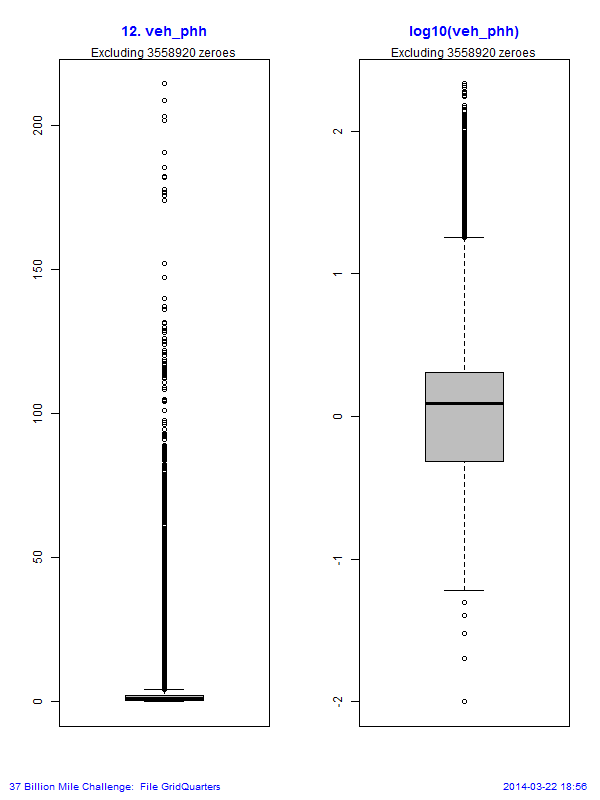 12. veh_phh
Excluding 3558920 zeroes
200
150
100
50
0
log10(veh_phh)
Excluding 3558920 zeroes
2
1
0
-1
-2
37 Billion Mile Challenge: File GridQuarters
2014-03-22 18:56